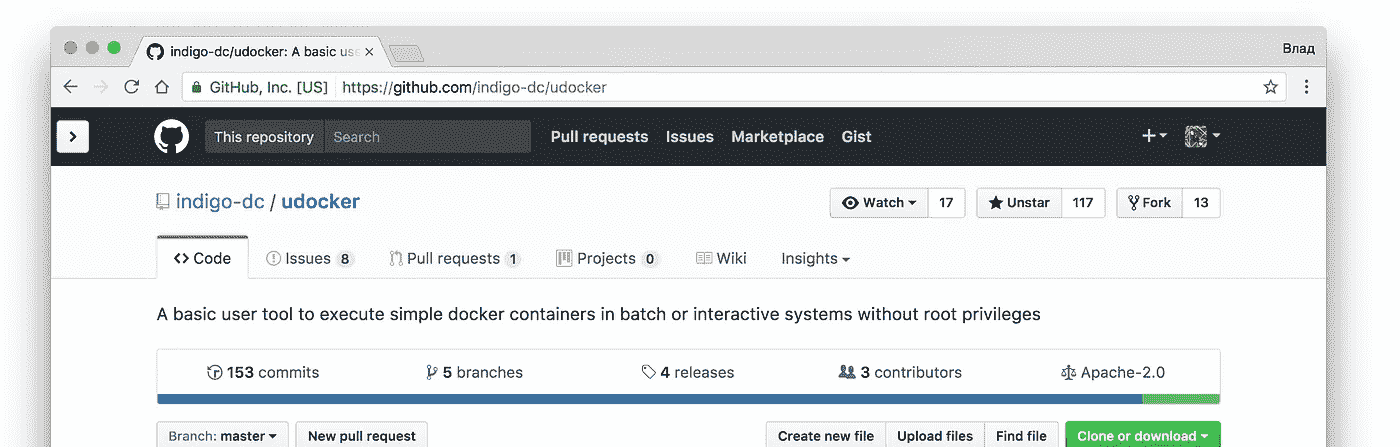 indigo-dc/udocker: A basic use
Влад
GitHub, Inc. [US] https://github.com/indigo-dc/udocker
This repository Search Pull requests Issues Marketplace Gist
indigo-dc / udocker Watch 17 Unstar 117 Fork 13
Code Issues 8 Pull requests 1 Projects 0 Wiki Insights
A basic user tool to execute simple docker containers in batch or interactive systems without root privileges
153 commits 5 branches 4 releases 3 contributors Apache-2.0
Branch: master New pull request Create new file Upload files Find file Clone or download